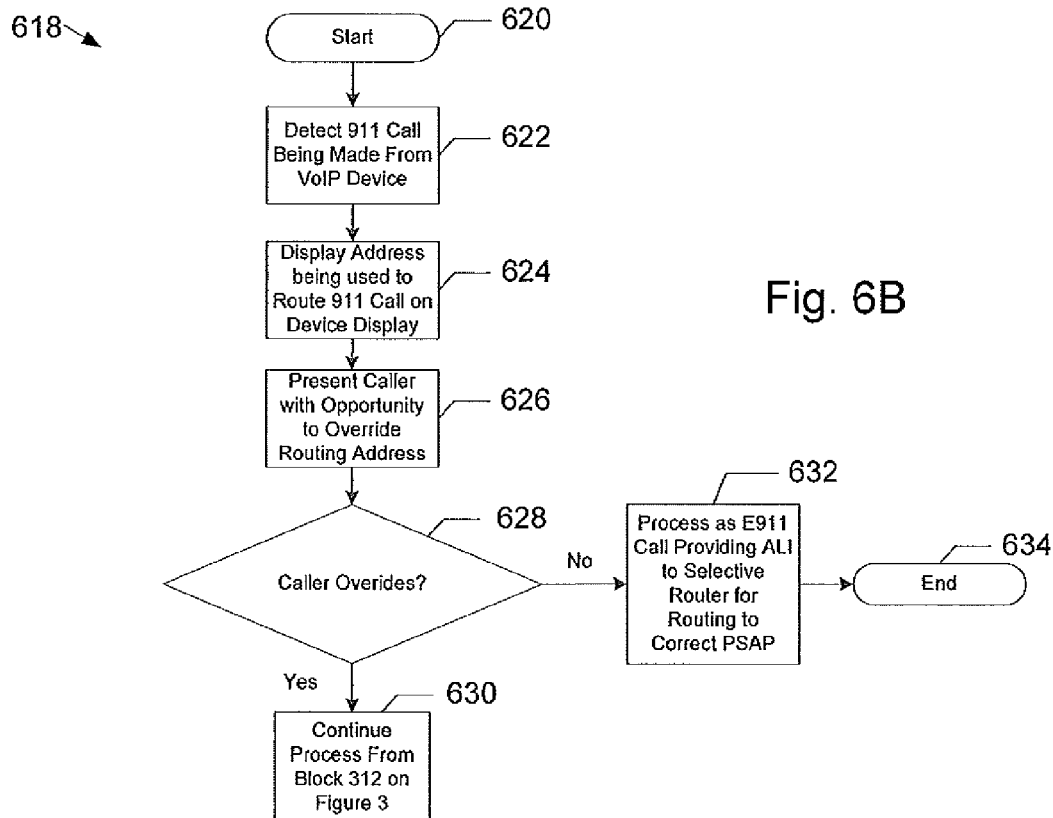 618
Start
620
Detect 911 Call
Being Made From
VoIP Device
622
Display Address
being used to
Route 911 Call on
Device Display
624
Fig. 6B
Present Caller
with Opportunity
to Override
Routing Address
626
Caller Overrides?
628
No
Process as E911
Call Providing ALI
to Selective
Router for
Routing to
Correct PSAP
632
End
634
Yes
Continue
Process From
Block 312 on
Figure 3
630